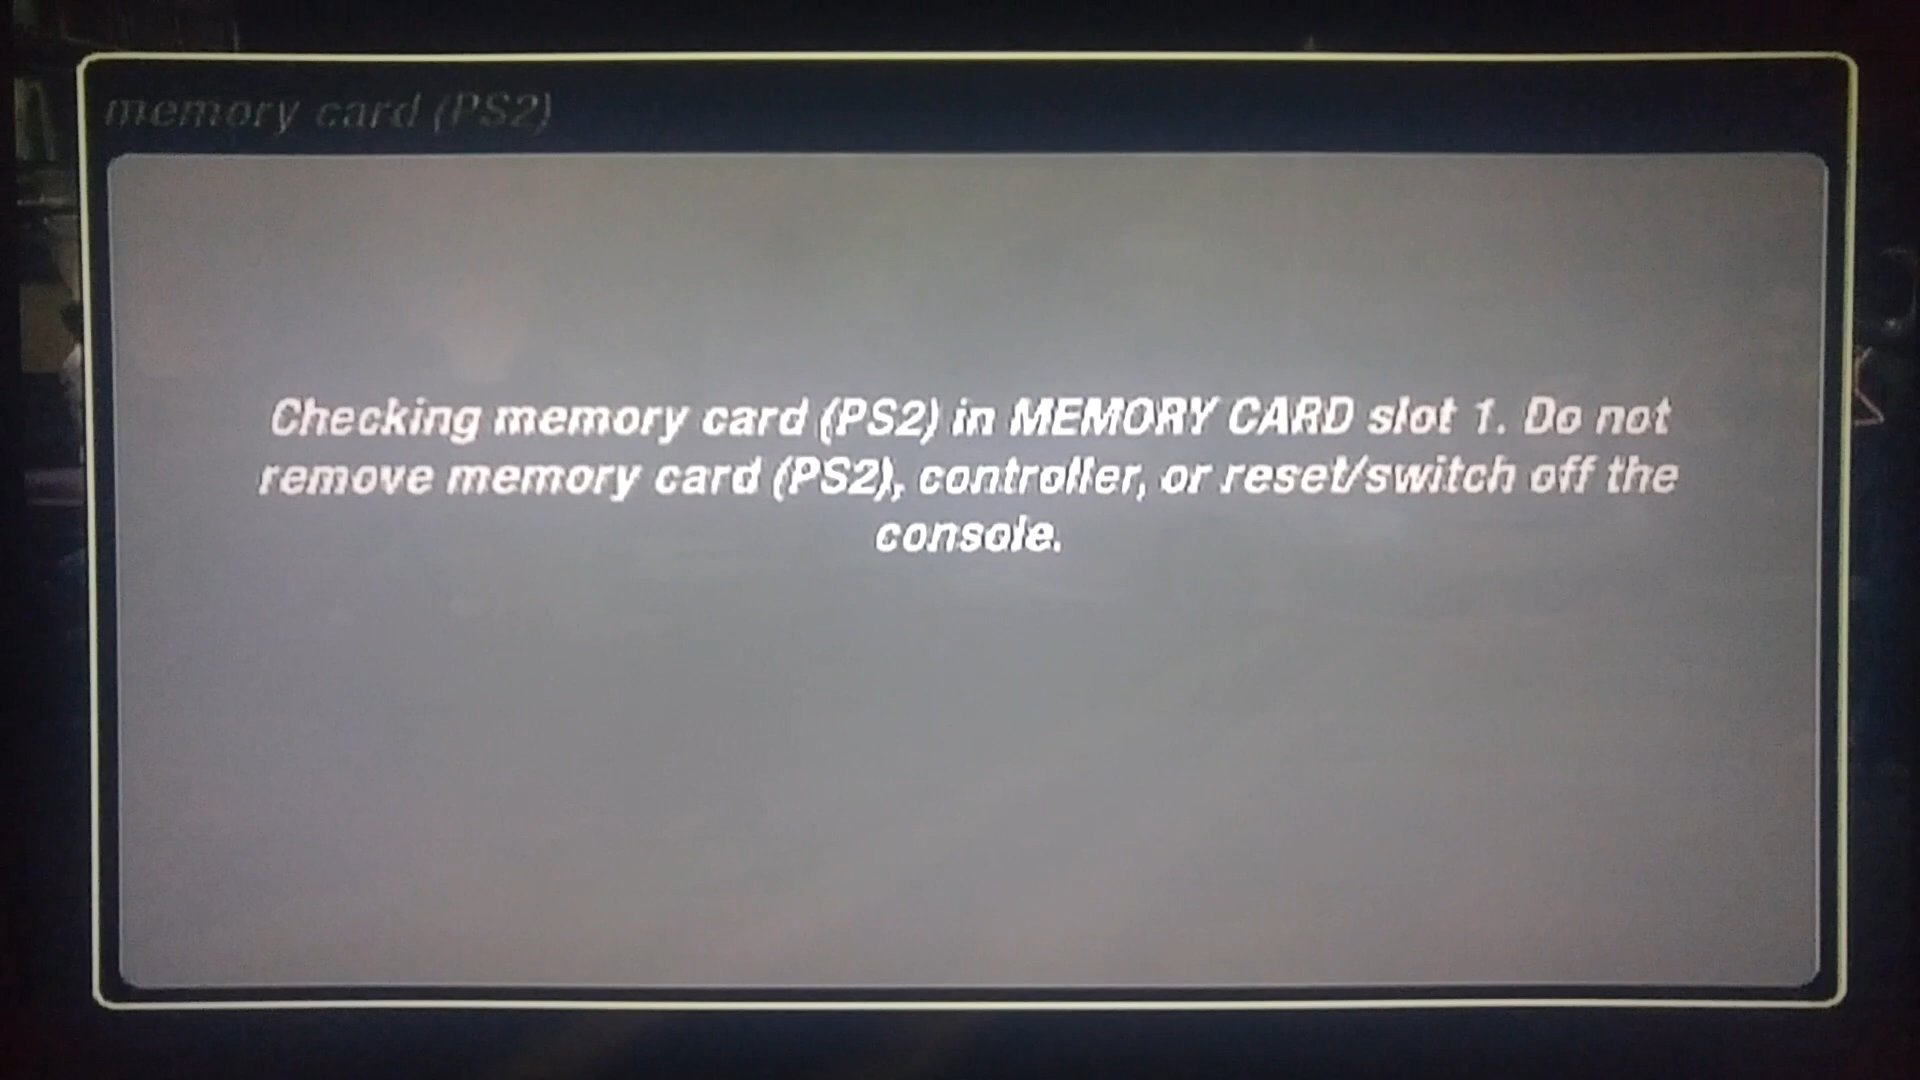 memory card (PS2)
Checking memory card (PS2) in MEMORY CARD slot 1. Do not
remove memory card (PS2), controller, or reset/switch off the
console.